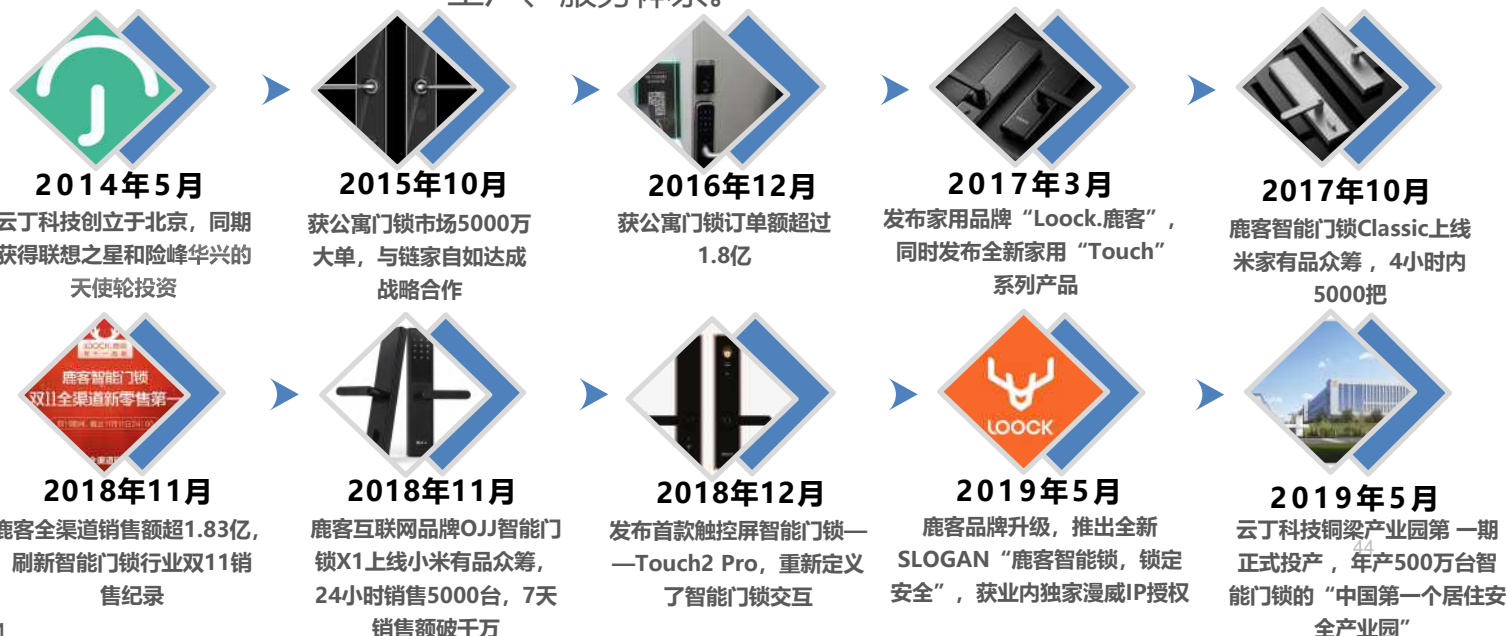 2014年5月
云丁科技创立于北京，同期
获得联想之星和险峰华兴的
天使轮投资
2015年10月
获公寓门锁市场5000万
大单，与链家自如达成
战略合作
2016年12月
获公寓门锁订单额超过
1.8亿
2017年3月
发布家用品牌“Loock.鹿客”，
同时发布全新家用“Touch”
系列产品
2017年10月
鹿客智能门锁Classic上线
米家有品众筹 ，4小时内
5000把
鹿客智能门锁
双11全渠道新零售第一
2018年11月
鹿客全渠道销售额超1.83亿，
刷新智能门锁行业双11销
售纪录
2018年11月
鹿客互联网品牌OJJ智能门
锁X1上线小米有品众筹，
24小时销售5000台，7天
销售额破千万
2018年12月
发布首款触控屏智能门锁—
—Touch2 Pro，重新定义
了智能门锁交互
LOOCK
2019年5月
鹿客品牌升级，推出全新
SLOGAN“鹿客智能锁，锁定
安全”，获业内独家漫威IP授权
2019年5月
云丁科技铜梁产业园第 一期
正式投产 ，年产500万台智
能门锁的“中国第一个居住安
全产业园”
44